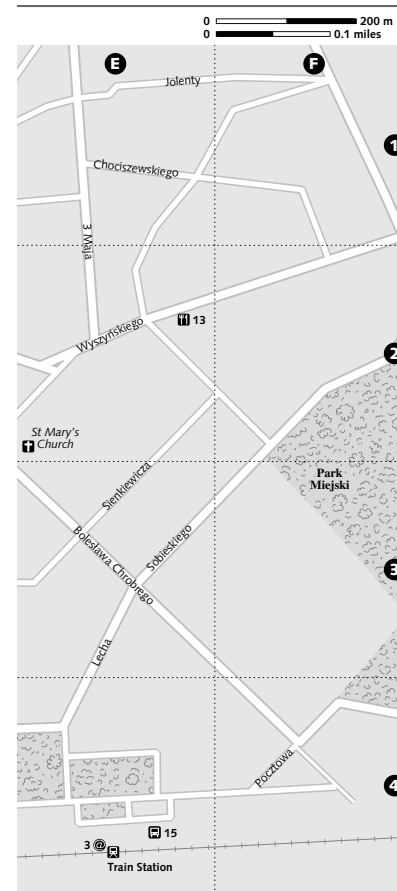 0 200 m
0 0.1 miles
E F
Jolenty
1
Chociszewskiego
3 Maja
13
Wyszyńskiego
2
St Mary's
Church
Park
Miejski
Sienkiewicza
Sobieskiego
Bolesława Chrobrego
3
Lecha
Pocztowa
4
15
3 @
Train Station